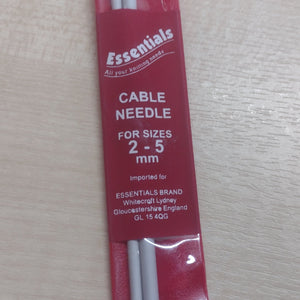 Essentials
All your knitting needs
CABLE
NEEDLE
FOR SIZES
2 - 5
mm
Imported for
ESSENTIALS BRAND
Whitecroft Lydney
Gloucestershire England
GL 15 4QG